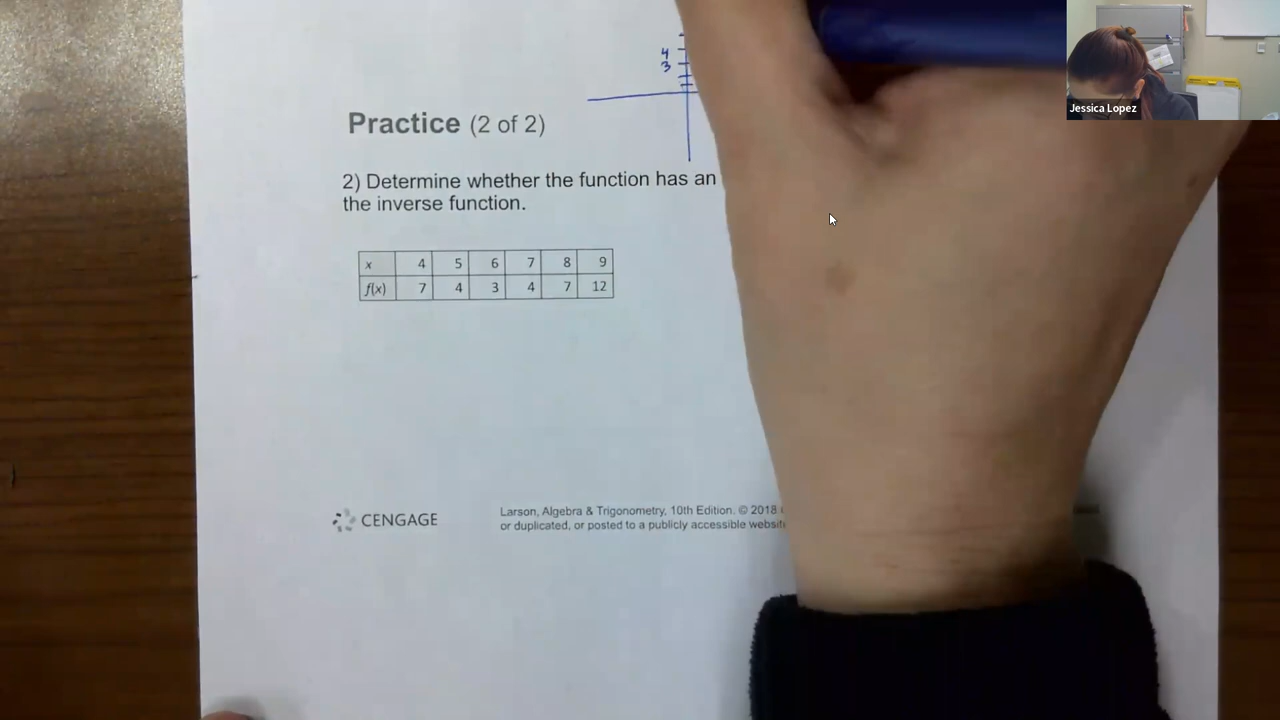 Jessica Lopez
4
3
Practice (2 of 2)
2) Determine whether the function has an
the inverse function.
x 4 5 6 7 8 9
f(x) 7 4 3 4 7 12
CENGAGE
Larson, Algebra & Trigonometry, 10th Edition. © 2018
or duplicated, or posted to a publicly accessible